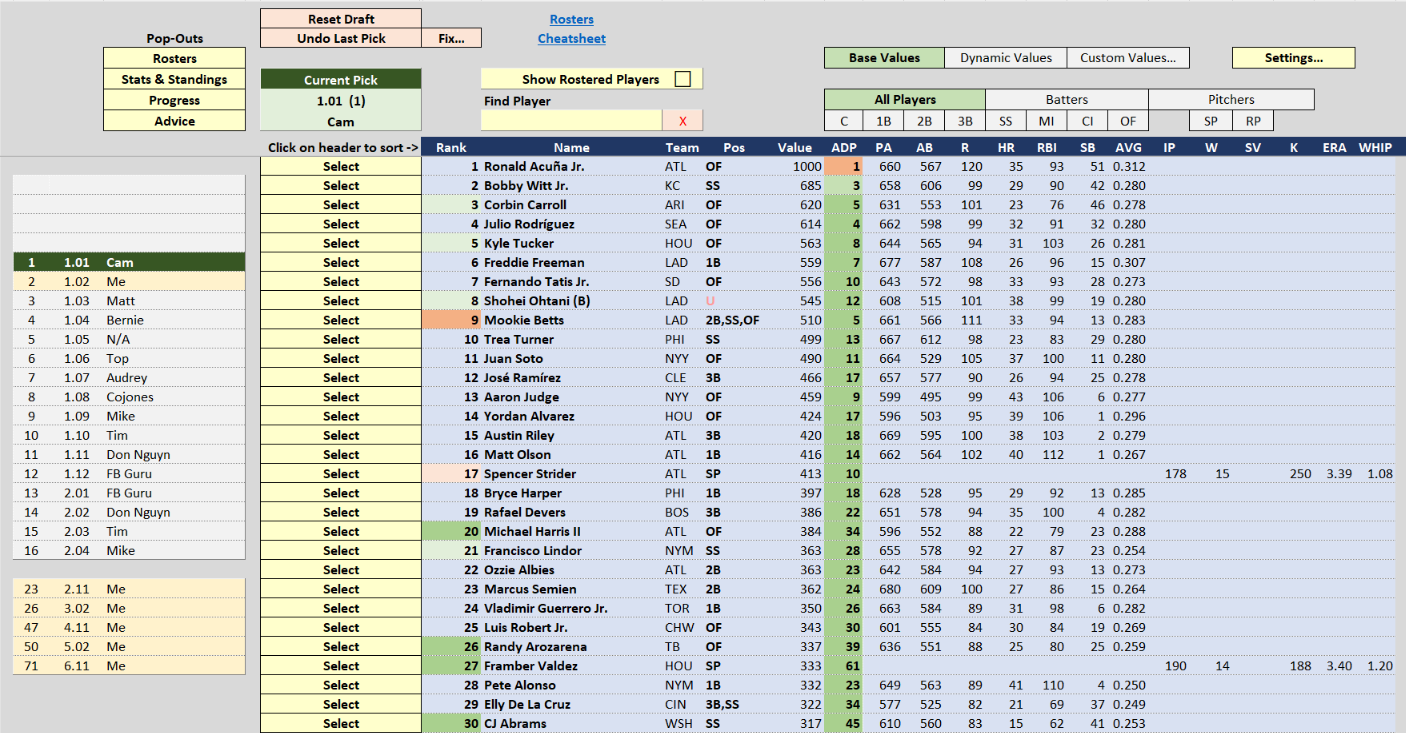 Reset Draft Rosters
Pop-Outs Undo Last Pick Fix... Cheatsheet
Rosters Base Values Dynamic Values Custom Values... Settings...
Stats & Standings Current Pick Show Rostered Players
Progress 1.01 (1) Find Player All Players Batters Pitchers
Advice Cam X C 1B 2B 3B SS MI CI OF SP RP
Click on header to sort -> Rank Name Team Pos Value ADP PA AB R HR RBI SB AVG IP W SV K ERA WHIP
Select 1 Ronald Acuña Jr. ATL OF 1000 1 660 567 120 35 93 51 0.312
Select 2 Bobby Witt Jr. KC SS 685 3 658 606 99 29 90 42 0.280
Select 3 Corbin Carroll ARI OF 620 5 631 553 101 23 76 46 0.278
Select 4 Julio Rodríguez SEA OF 614 4 662 598 99 32 91 32 0.280
Select 5 Kyle Tucker HOU OF 563 8 644 565 94 31 103 26 0.281
1 1.01 Cam Select 6 Freddie Freeman LAD 1B 559 7 677 587 108 26 96 15 0.307
2 1.02 Me Select 7 Fernando Tatis Jr. SD OF 556 10 643 572 98 33 93 28 0.273
3 1.03 Matt Select 8 Shohei Ohtani (B) LAD U 545 12 608 515 101 38 99 19 0.280
4 1.04 Bernie Select 9 Mookie Betts LAD 2B,SS,OF 510 5 661 566 111 33 94 13 0.283
5 1.05 N/A Select 10 Trea Turner PHI SS 499 13 667 612 98 23 83 29 0.280
6 1.06 Top Select 11 Juan Soto NYY OF 490 11 664 529 105 37 100 11 0.280
7 1.07 Audrey Select 12 José Ramírez CLE 3B 466 17 657 577 90 26 94 25 0.278
8 1.08 Cojones Select 13 Aaron Judge NYY OF 459 9 599 495 99 43 106 6 0.277
9 1.09 Mike Select 14 Yordan Alvarez HOU OF 424 17 596 503 95 39 106 1 0.296
10 1.10 Tim Select 15 Austin Riley ATL 3B 420 18 669 595 100 38 103 2 0.279
11 1.11 Don Nguyn Select 16 Matt Olson ATL 1B 416 14 662 564 102 40 112 1 0.267
12 1.12 FB Guru Select 17 Spencer Strider ATL SP 413 10 178 15 250 3.39 1.08
13 2.01 FB Guru Select 18 Bryce Harper PHI 1B 397 18 628 528 95 29 92 13 0.285
14 2.02 Don Nguyn Select 19 Rafael Devers BOS 3B 386 22 651 578 94 35 100 4 0.282
15 2.03 Tim Select 20 Michael Harris II ATL OF 384 34 596 552 88 22 79 23 0.288
16 2.04 Mike Select 21 Francisco Lindor NYM SS 363 28 655 578 92 27 87 23 0.254
Select 22 Ozzie Albies ATL 2B 363 23 642 584 94 27 93 13 0.273
23 2.11 Me Select 23 Marcus Semien TEX 2B 362 24 680 609 100 27 86 15 0.264
26 3.02 Me Select 24 Vladimir Guerrero Jr. TOR 1B 350 26 663 584 89 31 98 6 0.282
47 4.11 Me Select 25 Luis Robert Jr. CHW OF 343 30 601 555 84 30 84 19 0.269
50 5.02 Me Select 26 Randy Arozarena TB OF 337 39 636 551 88 25 80 25 0.259
71 6.11 Me Select 27 Framber Valdez HOU SP 333 61 190 14 188 3.40 1.20
Select 28 Pete Alonso NYM 1B 332 23 649 563 89 41 110 4 0.250
Select 29 Elly De La Cruz CIN 3B,SS 322 34 577 525 82 21 69 37 0.249
Select 30 CJ Abrams WSH SS 317 45 610 560 83 15 62 41 0.253